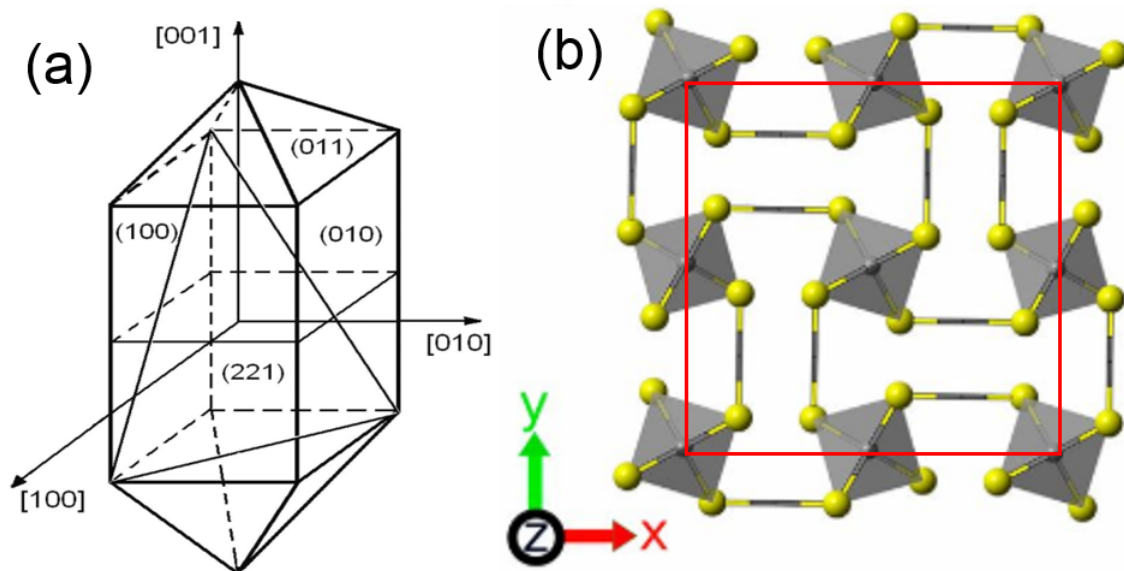 (a)
[001]
(011)
(100)
(010)
[010]
(221)
[100]
(b)
y
Z
x